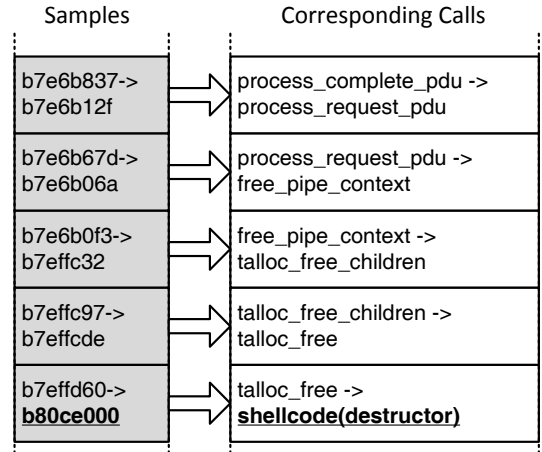 Samples
Corresponding Calls
b7e6b837->
b7e6b12f
process_complete_pdu ->
process_request_pdu
b7e6b67d->
b7e6b06a
process_request_pdu ->
free_pipe_context
b7e6b0f3->
b7effc32
free_pipe_context ->
talloc_free_children
b7effc97->
b7effcde
talloc_free_children ->
talloc_free
b7effd60->
b80ce000
talloc_free ->
shellcode(destructor)